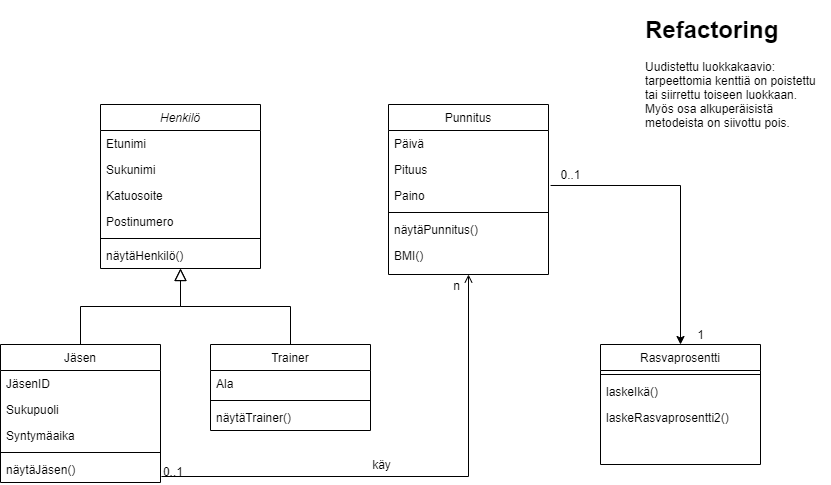 Refactoring
Uudistettu luokkakaavio:
tarpeettomia kenttiä on poistettu
tai siirrettu toiseen luokkaan.
Myös osa alkuperäisistä
metodeista on siivottu pois.
Henkilö
Etunimi
Sukunimi
Katuosoite
Postinumero
näytäHenkilö()
Punnitus
Päivä
Pituus
Paino
näytäPunnitus()
BMI()
0..1
n
1
Jäsen
JäsenID
Sukupuoli
Syntymäaika
näytäJäsen()
Trainer
Ala
näytäTrainer()
Rasvaprosentti
laskeIkä()
laskeRasvaprosentti2()
0..1
käy